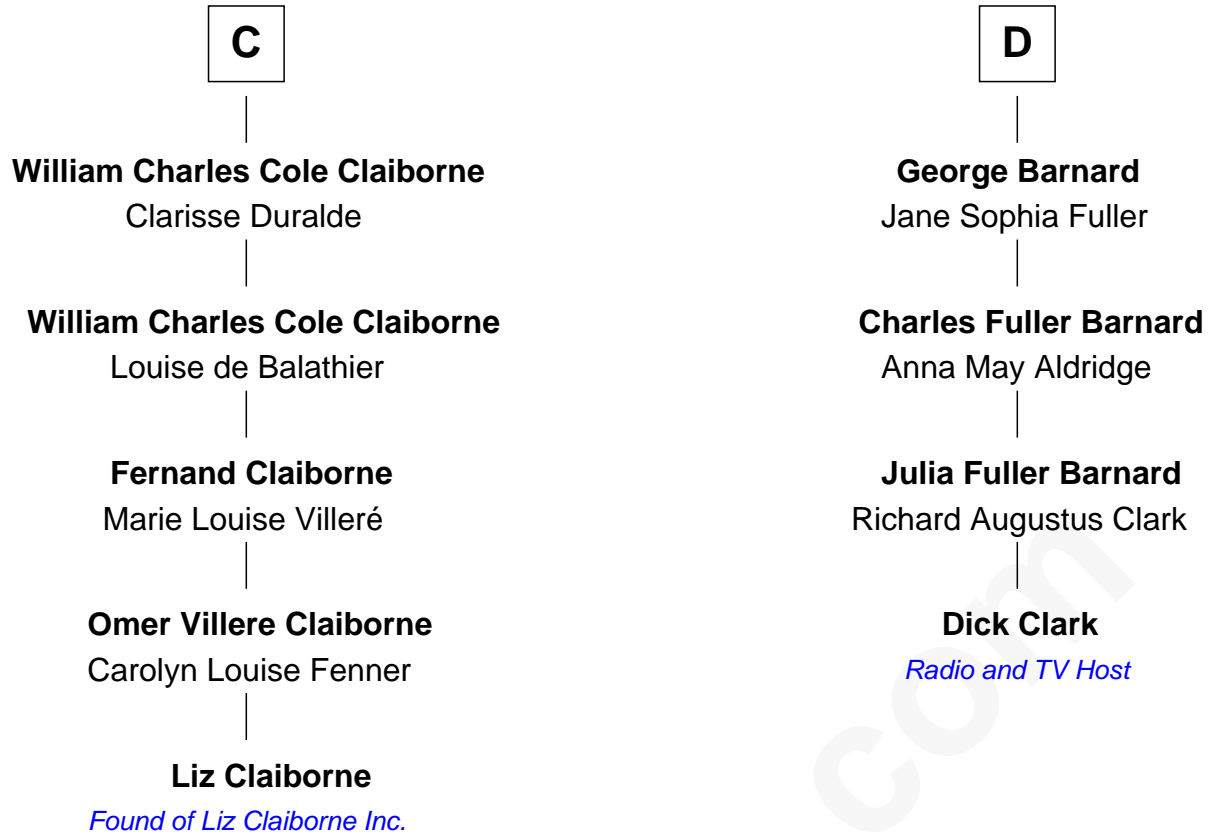 C
William Charles Cole Claiborne
Clarisse Duralde
William Charles Cole Claiborne
Louise de Balathier
Fernand Claiborne
Marie Louise Villeré
Omer Villere Claiborne
Carolyn Louise Fenner
Liz Claiborne
Found of Liz Claiborne Inc.
D
George Barnard
Jane Sophia Fuller
Charles Fuller Barnard
Anna May Aldridge
Julia Fuller Barnard
Richard Augustus Clark
Dick Clark
Radio and TV Host
com